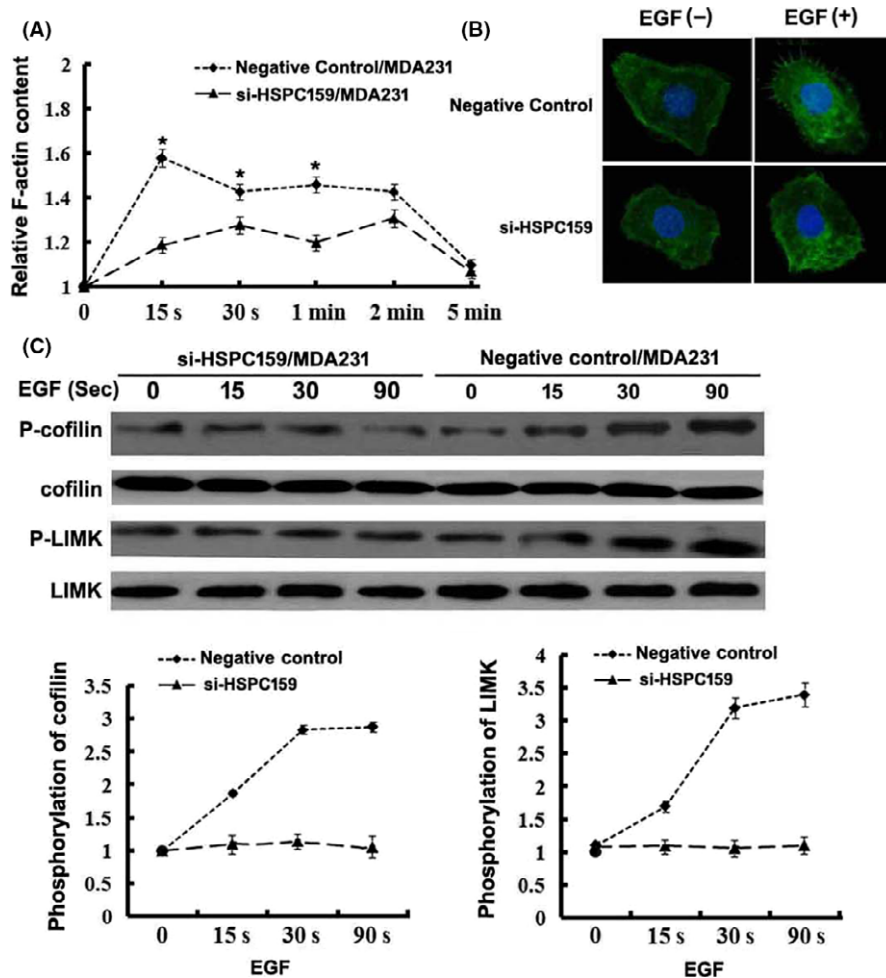 (A)
Relative F-actin content
2
1.8
1.6
1.4
1.2
1
Negative Control/MDA231
si-HSPC159/MDA231
*
*
*
0 15 s 30 s 1 min 2 min 5 min
(B)
EGF (−) EGF (+)
Negative Control
si-HSPC159
(C)
si-HSPC159/MDA231 Negative control/MDA231
EGF (Sec) 0 15 30 90 0 15 30 90
P-cofilin
cofilin
P-LIMK
LIMK
Negative control
si-HSPC159
Phosphorylation of cofilin
3.5
3
2.5
2
1.5
1
0.5
0
0 15 s 30 s 90 s
EGF
Negative control
si-HSPC159
Phosphorylation of LIMK
4
3.5
3
2.5
2
1.5
1
0.5
0
0 15 s 30 s 90 s
EGF